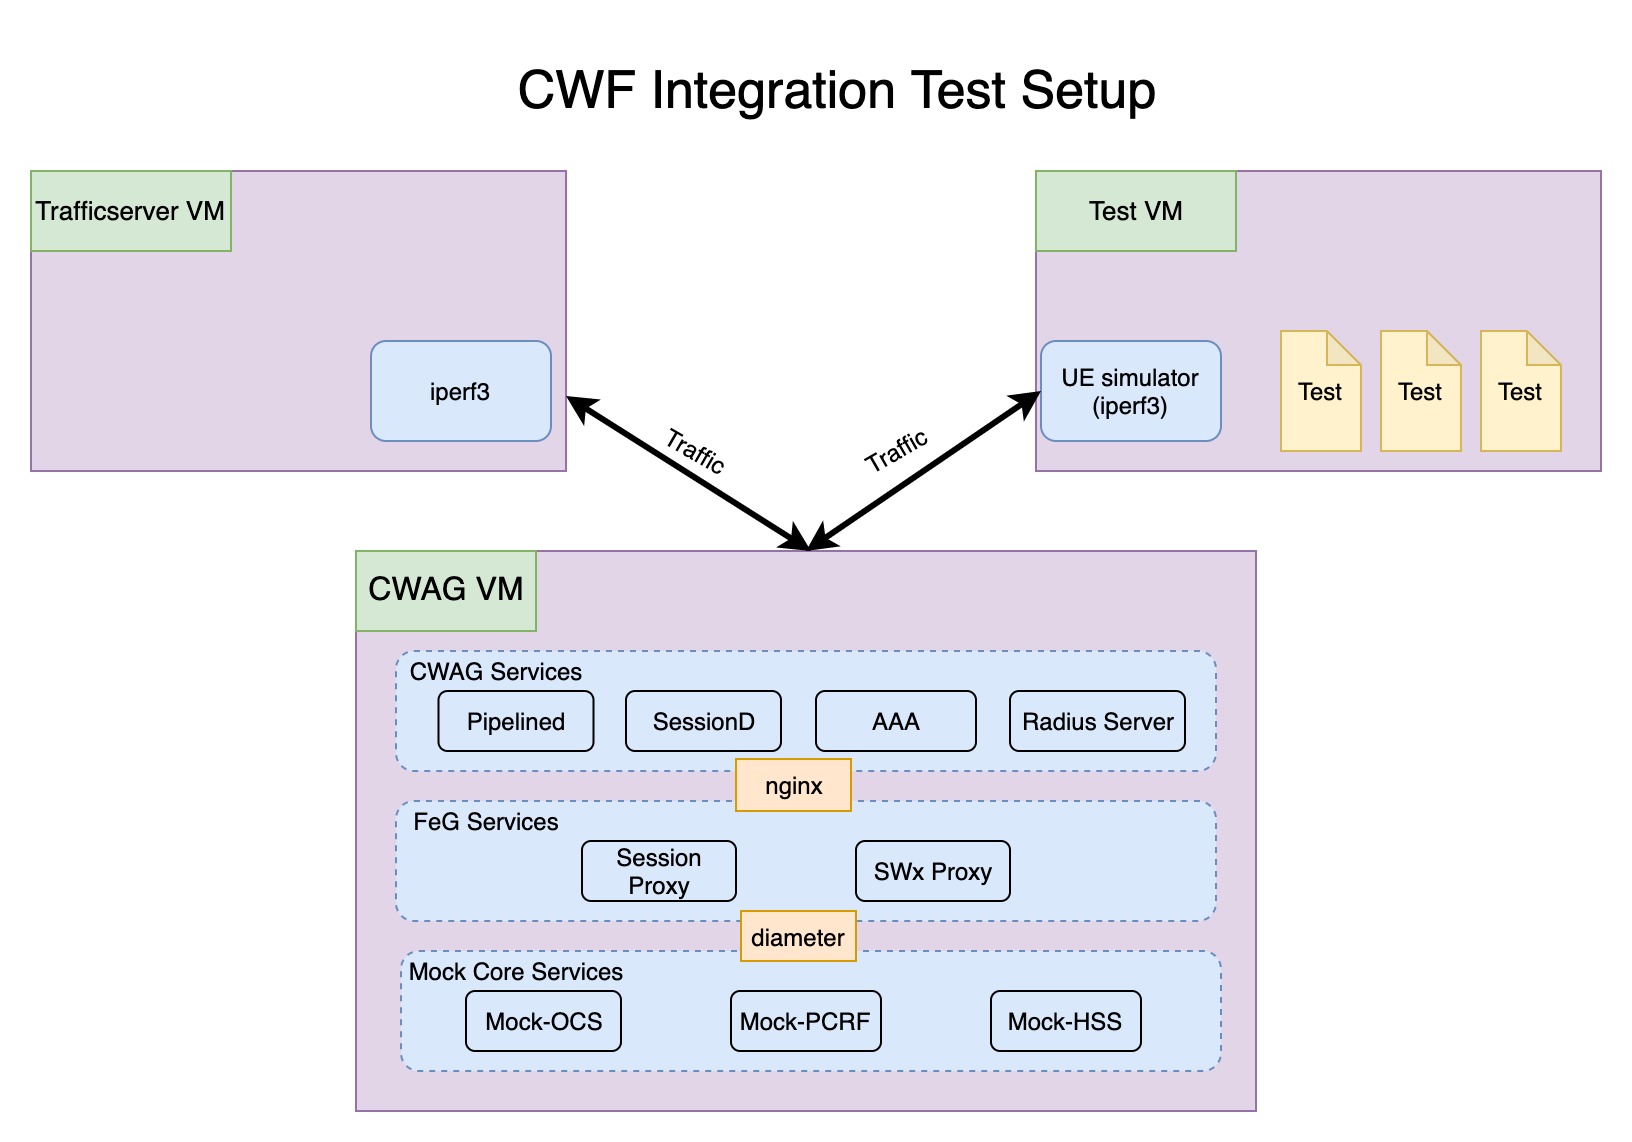 CWF Integration Test Setup
Trafficserver VM
iperf3
Test VM
UE simulator
(iperf3)
Test
Test
Test
Traffic
Traffic
CWAG VM
CWAG Services
Pipelined
SessionD
AAA
Radius Server
nginx
FeG Services
Session
Proxy
SWx Proxy
diameter
Mock Core Services
Mock-OCS
Mock-PCRF
Mock-HSS